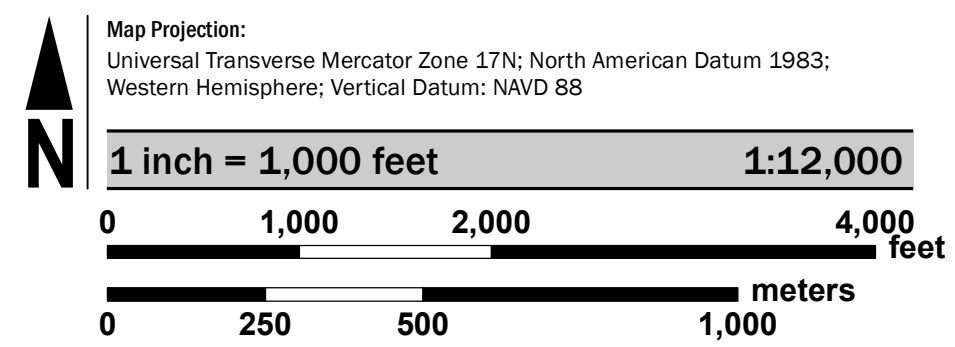 Map Projection:
Universal Transverse Mercator Zone 17N; North American Datum 1983;
Western Hemisphere; Vertical Datum: NAVD 88
N
1 inch = 1,000 feet 1:12,000
0 1,000 2,000 4,000
feet
meters
0 250 500 1,000